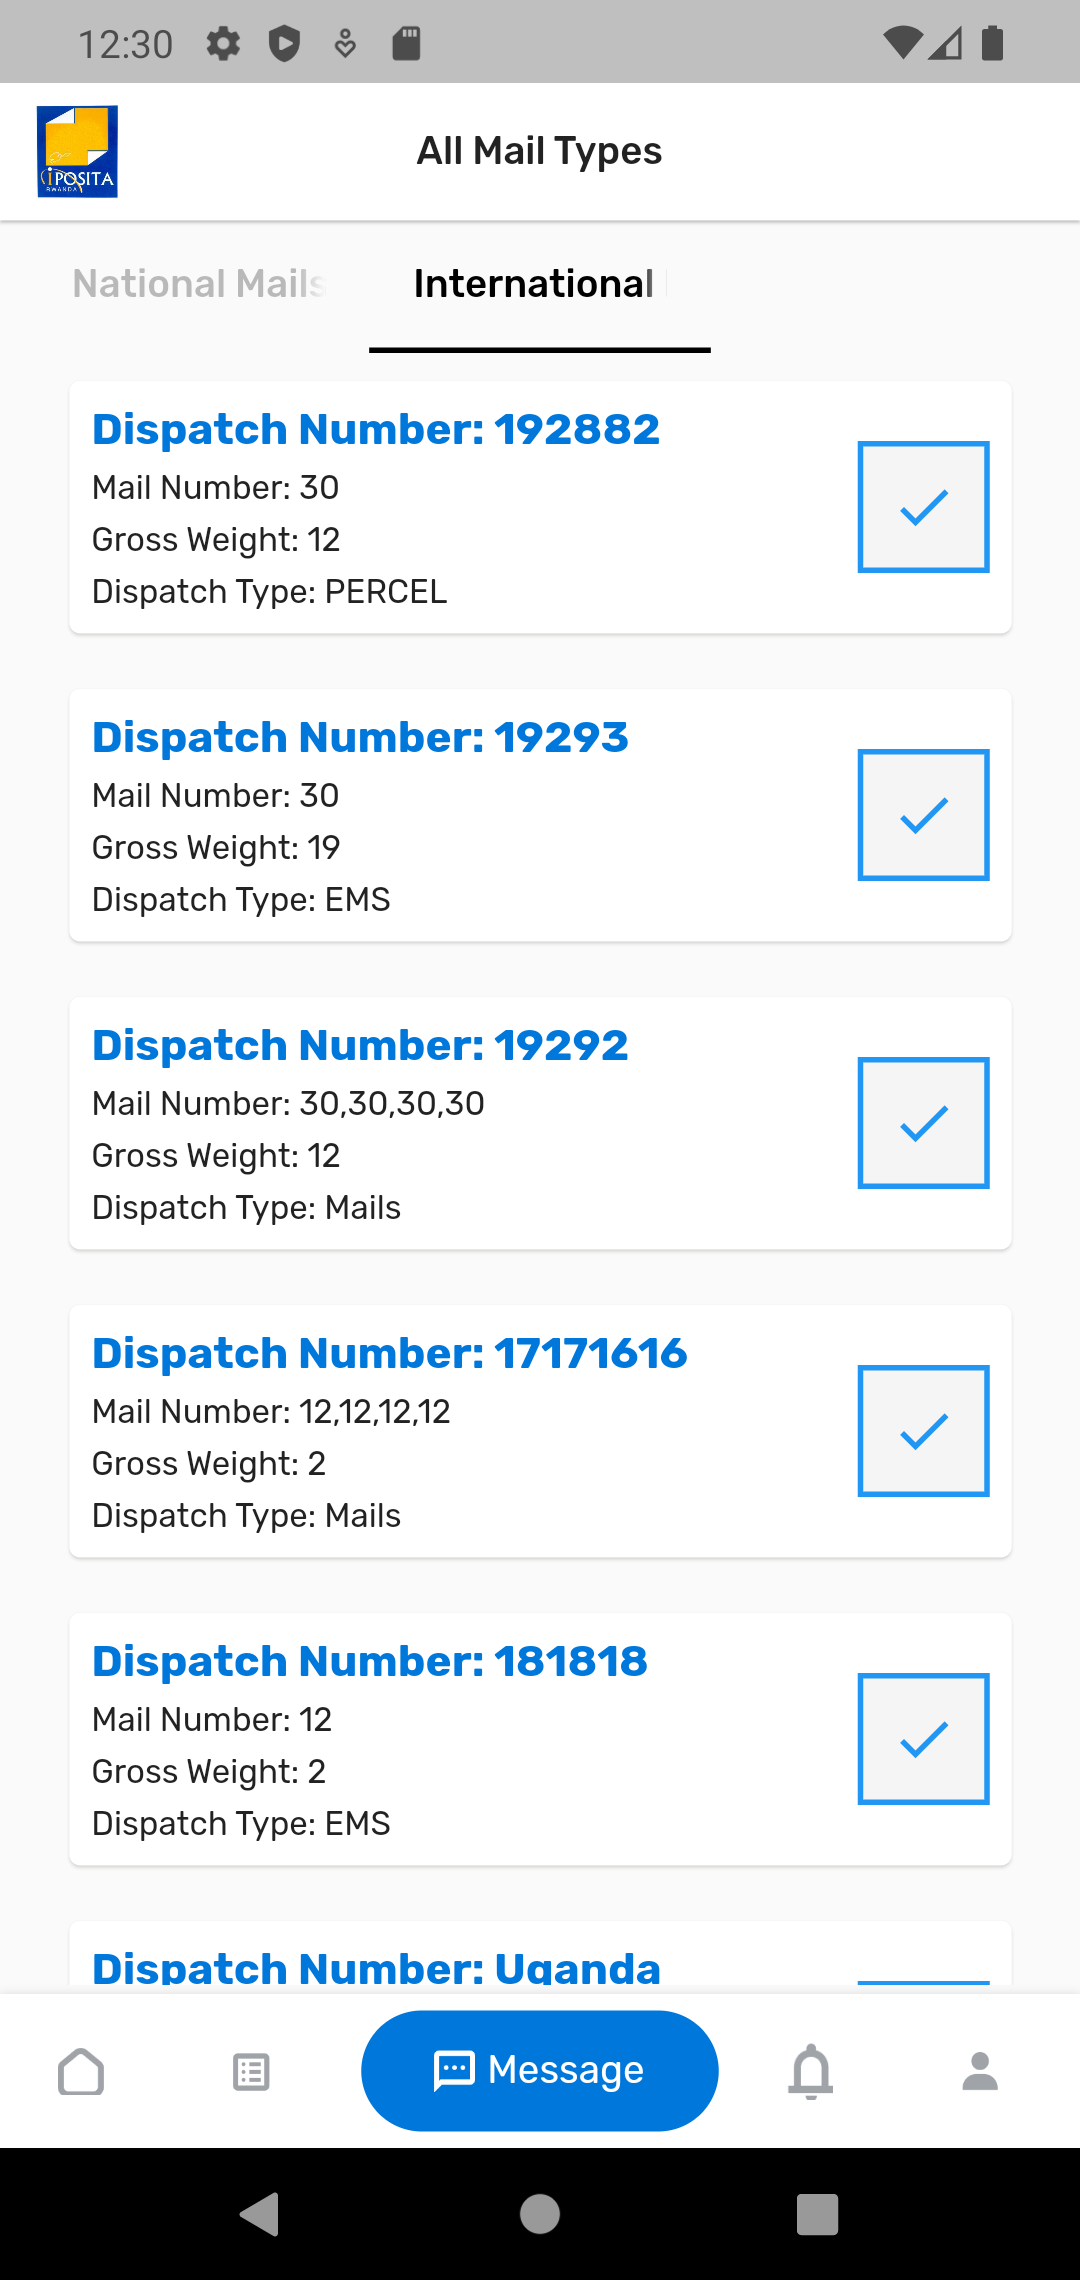 12:30
iPOSITA
RWANDA
All Mail Types
National Mails
International
Dispatch Number: 192882
Mail Number: 30
Gross Weight: 12
Dispatch Type: PERCEL
Dispatch Number: 19293
Mail Number: 30
Gross Weight: 19
Dispatch Type: EMS
Dispatch Number: 19292
Mail Number: 30,30,30,30
Gross Weight: 12
Dispatch Type: Mails
Dispatch Number: 17171616
Mail Number: 12,12,12,12
Gross Weight: 2
Dispatch Type: Mails
Dispatch Number: 181818
Mail Number: 12
Gross Weight: 2
Dispatch Type: EMS
Dispatch Number: Uganda
Message